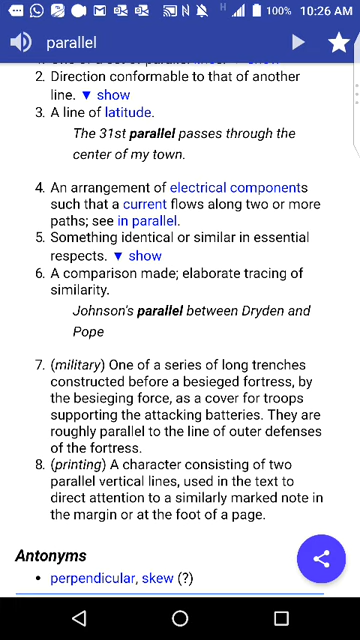 H 100% 10:26 AM
parallel
2. Direction conformable to that of another
line. ▼ show
3. A line of latitude.
The 31st parallel passes through the
center of my town.
4. An arrangement of electrical components
such that a current flows along two or more
paths; see in parallel.
5. Something identical or similar in essential
respects. ▼ show
6. A comparison made; elaborate tracing of
similarity.
Johnson's parallel between Dryden and
Pope
7. (military) One of a series of long trenches
constructed before a besieged fortress, by
the besieging force, as a cover for troops
supporting the attacking batteries. They are
roughly parallel to the line of outer defenses
of the fortress.
8. (printing) A character consisting of two
parallel vertical lines, used in the text to
direct attention to a similarly marked note in
the margin or at the foot of a page.
Antonyms
• perpendicular, skew (?)